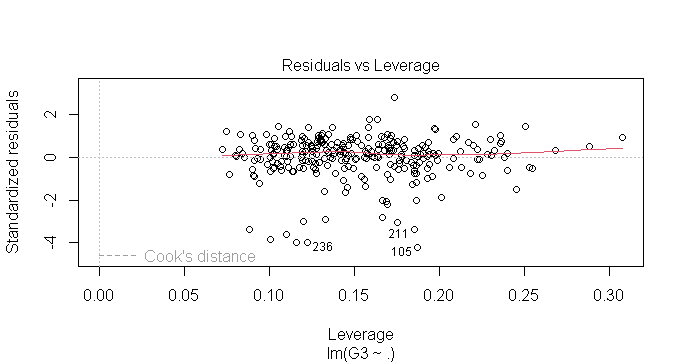 Residuals vs Leverage
Standardized residuals
2
0
-2
-4
211
236
105
Cook's distance
0.00 0.05 0.10 0.15 0.20 0.25 0.30
Leverage
lm(G3 ~ .)